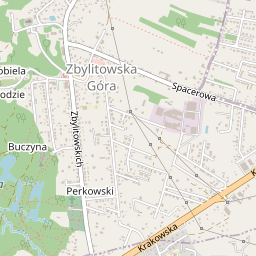 obiela
Zbylitowska
Góra
odzie
Spacerowa
Zbylitowskich
Buczyna
Perkowski
Krakowska
K